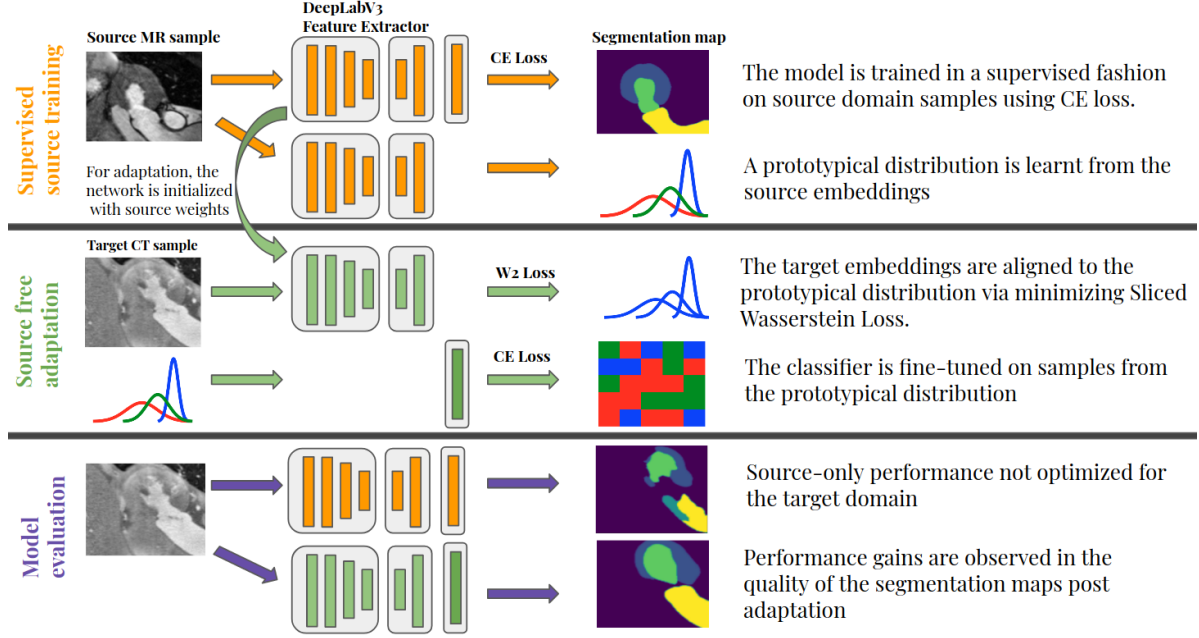 DeepLabV3
Feature Extractor
Source MR sample
CE Loss
Segmentation map
Supervised
source training
The model is trained in a supervised fashion
on source domain samples using CE loss.
For adaptation, the
network is initialized
with source weights
A prototypical distribution is learnt from the
source embeddings
Target CT sample
Source free
adaptation
W2 Loss
The target embeddings are aligned to the
prototypical distribution via minimizing Sliced
Wasserstein Loss.
CE Loss
The classifier is fine-tuned on samples from
the prototypical distribution
Model
evaluation
Source-only performance not optimized for
the target domain
Performance gains are observed in the
quality of the segmentation maps post
adaptation